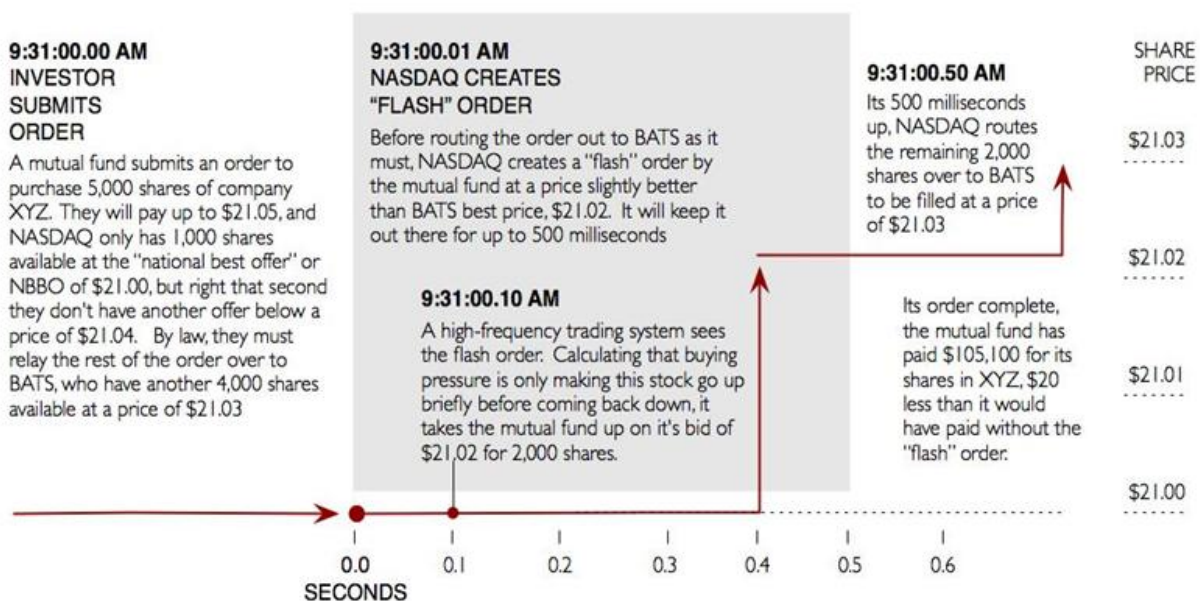 9:31:00.00 AM
INVESTOR
SUBMITS
ORDER
A mutual fund submits an order to
purchase 5,000 shares of company
XYZ. They will pay up to $21.05, and
NASDAQ only has 1,000 shares
available at the "national best offer" or
NBBO of $21.00, but right that second
they don't have another offer below a
price of $21.04. By law, they must
relay the rest of the order over to
BATS, who have another 4,000 shares
available at a price of $21.03
9:31:00.01 AM
NASDAQ CREATES
"FLASH" ORDER
Before routing the order out to BATS as it
must, NASDAQ creates a "flash" order by
the mutual fund at a price slightly better
than BATS best price, $21.02. It will keep it
out there for up to 500 milliseconds
9:31:00.10 AM
A high-frequency trading system sees
the flash order. Calculating that buying
pressure is only making this stock go up
briefly before coming back down, it
takes the mutual fund up on it's bid of
$21.02 for 2,000 shares.
9:31:00.50 AM
Its 500 milliseconds
up, NASDAQ routes
the remaining 2,000
shares over to BATS
to be filled at a price
of $21.03
Its order complete,
the mutual fund has
paid $105,100 for its
shares in XYZ, $20
less than it would
have paid without the
"flash" order.
SHARE
PRICE
$21.03
$21.02
$21.01
$21.00
0.0 0.1 0.2 0.3 0.4 0.5 0.6
SECONDS